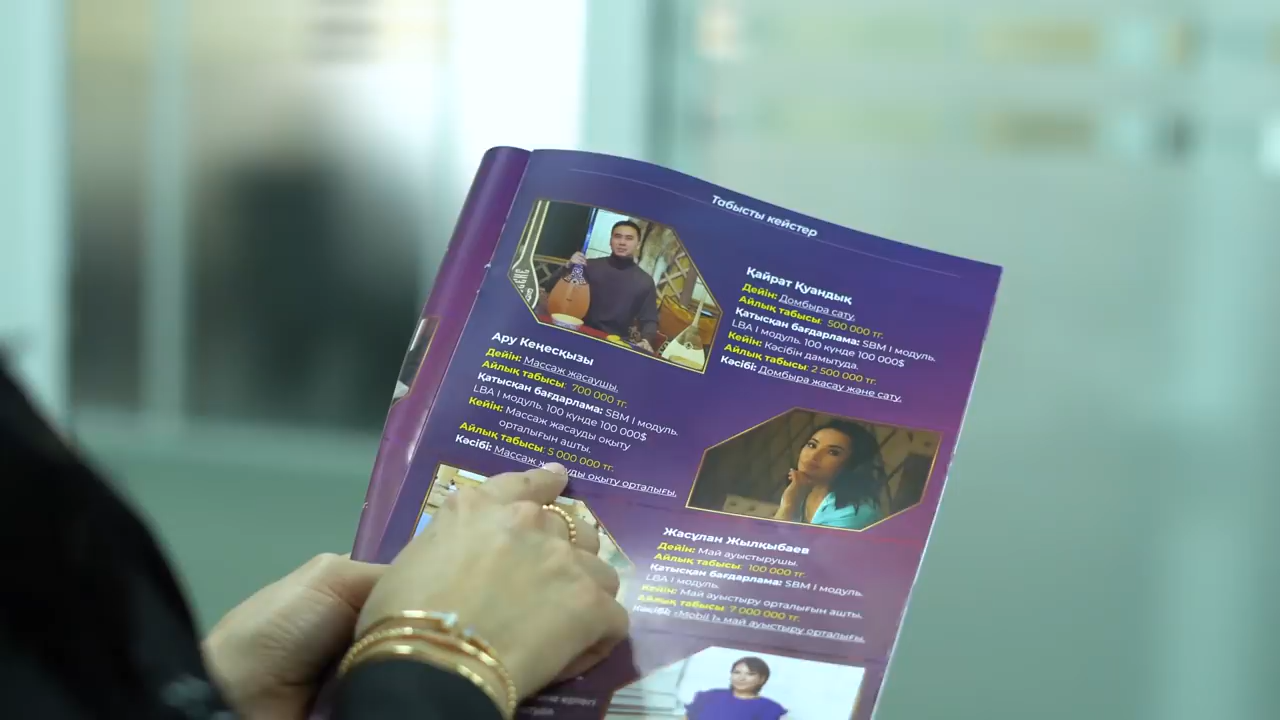 Табысты кейстер
Қайрат Қуандық
Дейін: Домбыра сату.
Айлық табысы: 500 000 тг.
Қатысқан бағдарлама: SBM I модуль.
LBA I модуль. 100 күнде 100 000$
Кейін: Кәсібін дамытуда.
Айлық табысы: 2 500 000 тг.
Кәсібі: Домбыра жасау және сату.
Ару Кеңесқызы
Дейін: Массаж жасаушы.
Айлық табысы: 700 000 тг.
Қатысқан бағдарлама: SBM I модуль.
LBA I модуль. 100 күнде 100 000$
Кейін: Массаж жасауды оқыту
орталығын ашты.
Айлық табысы: 5 000 000 тг.
Кәсібі: Массаж жасауды оқыту орталығы.
Жасұлан Жылқыбаев
Дейін: Май ауыстырушы.
Айлық табысы: 100 000 тг.
Қатысқан бағдарлама: SBM I модуль.
LBA I модуль.
Кейін: Май ауыстыру орталығын ашты.
Айлық табысы: 7 000 000 тг.
Кәсібі: «Mobil 1» май ауыстыру орталығы.